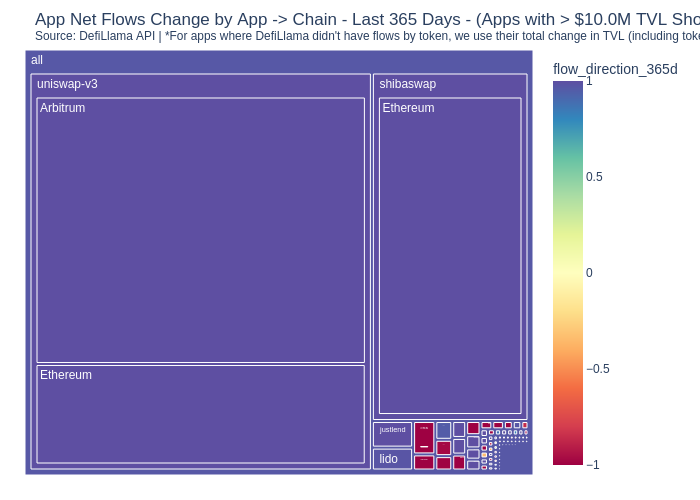 App Net Flows Change by App -> Chain - Last 365 Days - (Apps with > $10.0M TVL Sho
Source: DefiLlama API | *For apps where DefiLlama didn't have flows by token, we use their total change in TVL (including toke
all
uniswap-v3
Arbitrum
Ethereum
shibaswap
Ethereum
justlend
lido
flow_direction_365d
1
0.5
0
−0.5
−1